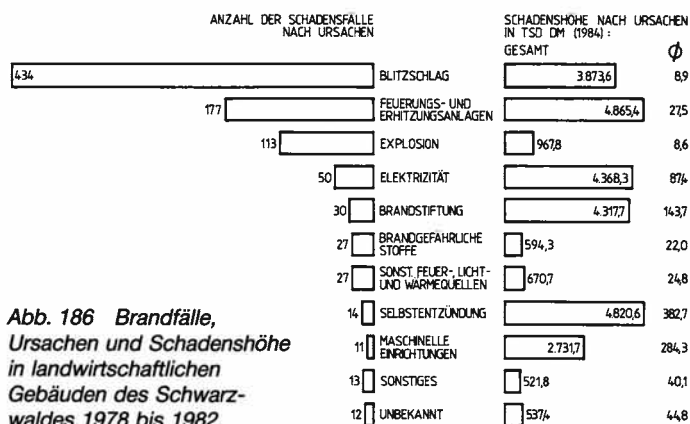 ANZAHL DER SCHADENSFÄLLE
NACH URSACHEN
SCHADENSHÖHE NACH URSACHEN
IN TSD DM (1984) :
GESAMT Ø
434 BLITZSCHLAG 3.873,6 8,9
177 FEUERUNGS- UND
ERHITZUNGSANLAGEN 4.865,4 27,5
113 EXPLOSION 967,8 8,6
50 ELEKTRIZITÄT 4.368,3 87,4
30 BRANDSTIFTUNG 4.317,7 143,7
27 BRANDGEFÄHRLICHE
STOFFE 594,3 22,0
27 SONST. FEUER-, LICHT-
UND WÄRMEQUELLEN 670,7 24,8
14 SELBSTENTZÜNDUNG 4.820,6 382,7
11 MASCHINELLE
EINRICHTUNGEN 2.731,7 284,3
13 SONSTIGES 521,8 40,1
12 UNBEKANNT 537,4 44,8
Abb. 186 Brandfälle,
Ursachen und Schadenshöhe
in landwirtschaftlichen
Gebäuden des Schwarz-
waldes 1978 bis 1982